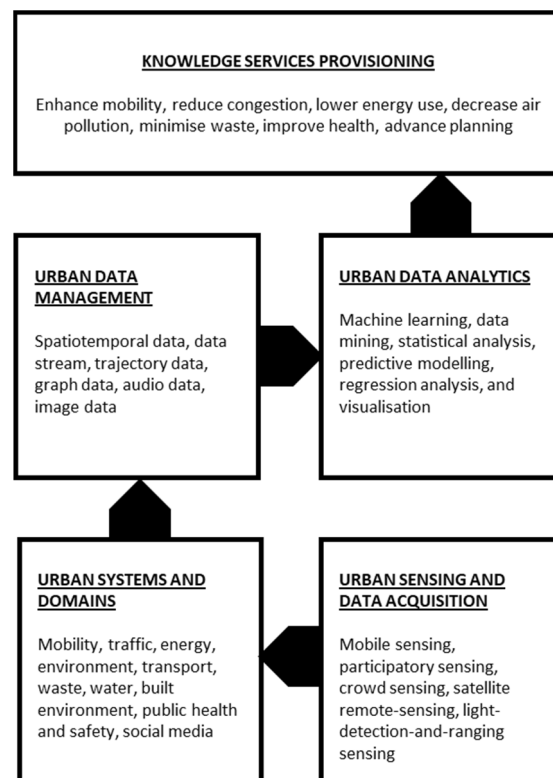 KNOWLEDGE SERVICES PROVISIONING
Enhance mobility, reduce congestion, lower energy use, decrease air
pollution, minimise waste, improve health, advance planning
URBAN DATA
MANAGEMENT
Spatiotemporal data, data
stream, trajectory data,
graph data, audio data,
image data
URBAN DATA ANALYTICS
Machine learning, data
mining, statistical analysis,
predictive modelling,
regression analysis, and
visualisation
URBAN SYSTEMS AND
DOMAINS
Mobility, traffic, energy,
environment, transport,
waste, water, built
environment, public health
and safety, social media
URBAN SENSING AND
DATA ACQUISITION
Mobile sensing,
participatory sensing,
crowd sensing, satellite
remote-sensing, light-
detection-and-ranging
sensing